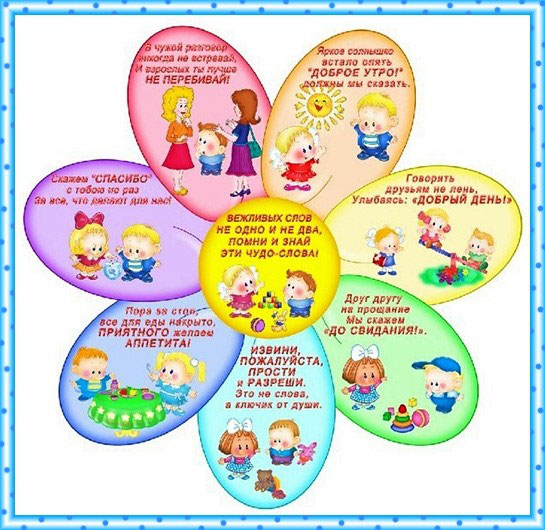 В чужой разговор
никогда не встревай,
И взрослых ты лучше
НЕ ПЕРЕБИВАЙ!
Яркое солнышко
встало опять
"ДОБРОЕ УТРО!"
должны мы сказать.
Скажем "СПАСИБО"
с тобою не раз
За все, что делают для нас!
Говорить
друзьям не лень,
Улыбаясь: «ДОБРЫЙ ДЕНЬ!»
ВЕЖЛИВЫХ СЛОВ
НЕ ОДНО И НЕ ДВА,
ПОМНИ И ЗНАЙ
ЭТИ ЧУДО-СЛОВА!
Пора за стол,
все для еды накрыто,
ПРИЯТНОГО желаем
АППЕТИТА!
Друг другу
на прощание
Мы скажем
«ДО СВИДАНИЯ!».
ИЗВИНИ,
ПОЖАЛУЙСТА,
ПРОСТИ
и РАЗРЕШИ.
Это не слова,
а ключик от души.